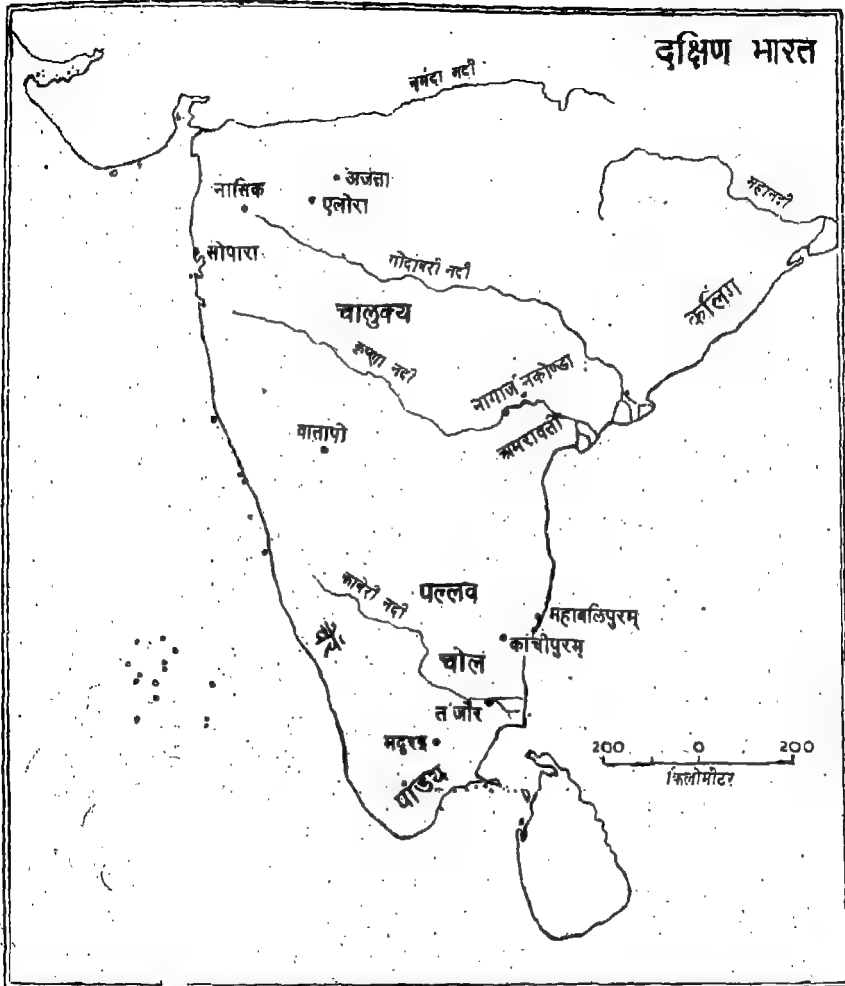 दक्षिण भारत
नर्मदा नदी
अजंता
नासिक
एलोरा
महानदी
सोपारा
गोदावरी नदी
कलिंग
चालुक्य
कृष्णा नदी
नागार्जुनकोण्डा
अमरावती
वातापी
कावेरी नदी
पल्लव
महाबलिपुरम्
कांचीपुरम्
चोल
तंजौर
मदुरइ
200 0 200
किलोमीटर
पांड्य